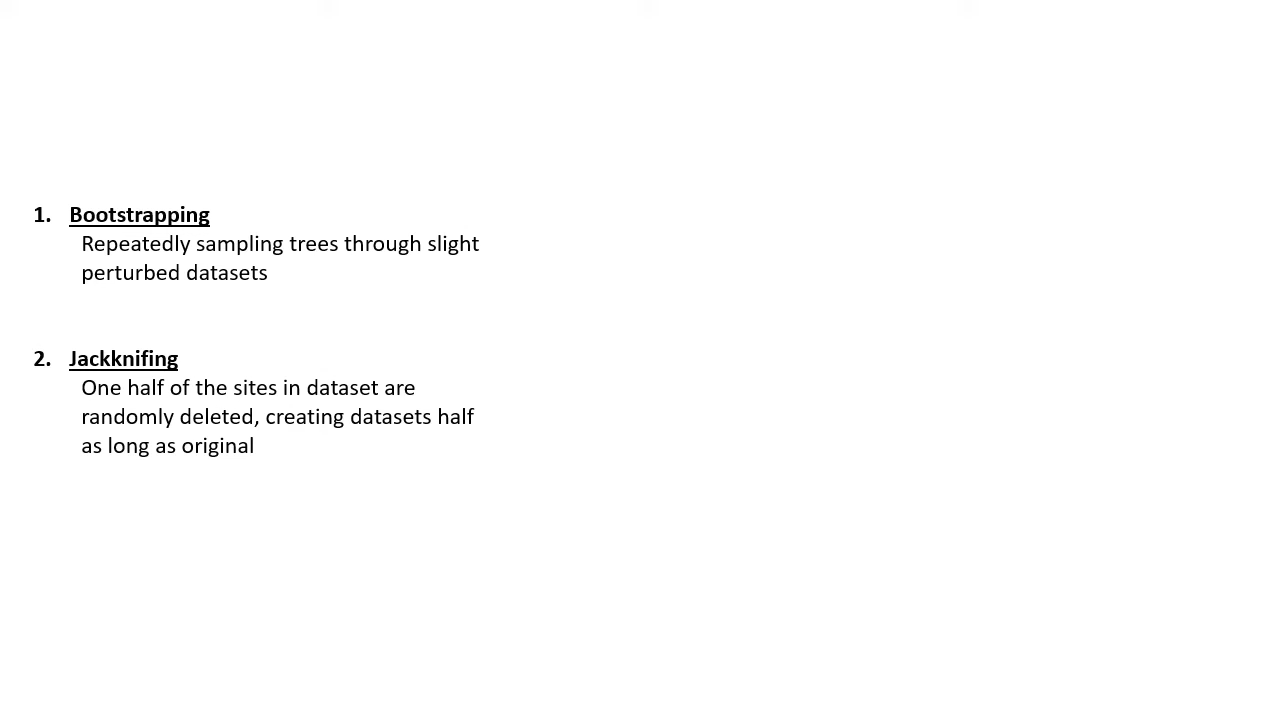 1. Bootstrapping
Repeatedly sampling trees through slight
perturbed datasets
2. Jackknifing
One half of the sites in dataset are
randomly deleted, creating datasets half
as long as original